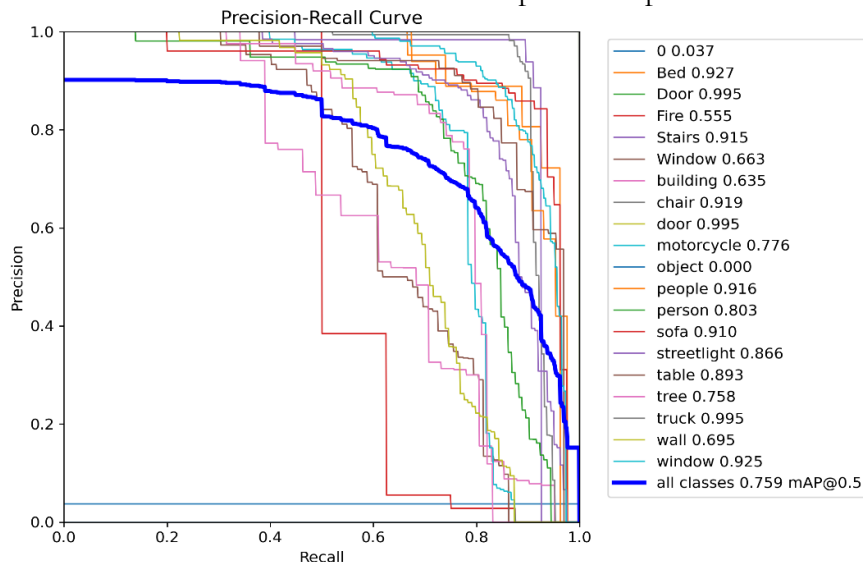 Precision-Recall Curve
1.0
0.8
0.6
0.4
0.2
0.0
Precision
0.0 0.2 0.4 0.6 0.8 1.0
Recall
0 0.037
Bed 0.927
Door 0.995
Fire 0.555
Stairs 0.915
Window 0.663
building 0.635
chair 0.919
door 0.995
motorcycle 0.776
object 0.000
people 0.916
person 0.803
sofa 0.910
streetlight 0.866
table 0.893
tree 0.758
truck 0.995
wall 0.695
window 0.925
all classes 0.759 mAP@0.5